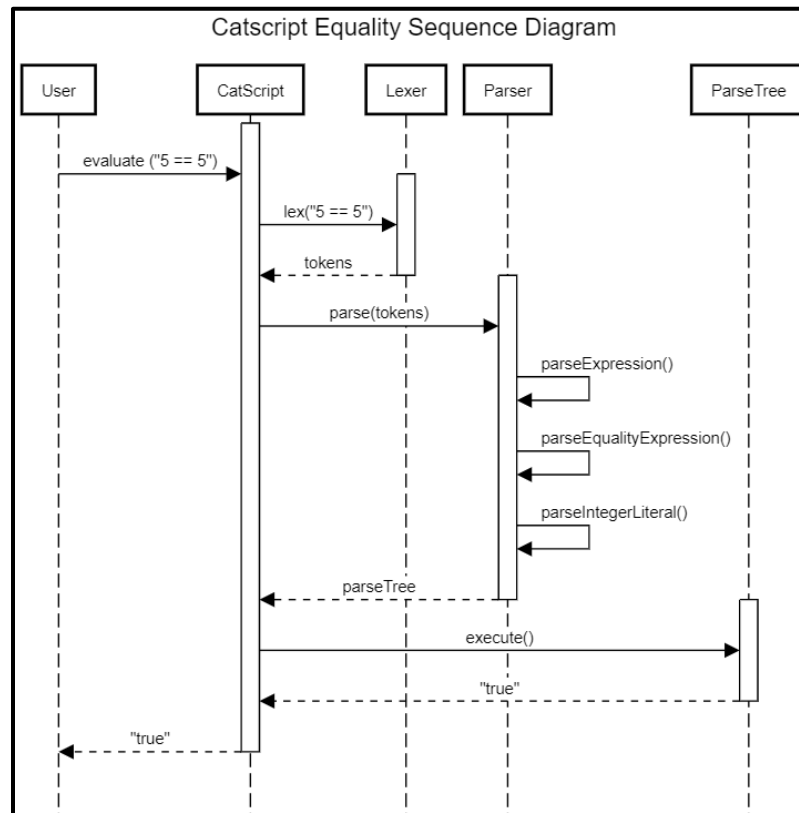 Catscript Equality Sequence Diagram
User
CatScript
Lexer
Parser
ParseTree
evaluate ("5 == 5")
lex("5 == 5")
tokens
parse(tokens)
parseExpression()
parseEqualityExpression()
parseIntegerLiteral()
parseTree
execute()
"true"
"true"